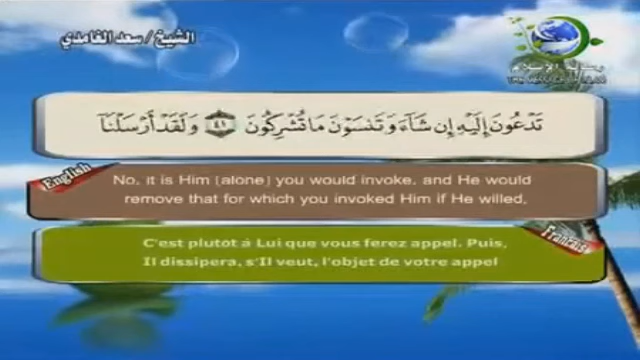 الشيخ / سعد الغامدي
تَدْعُونَ إِلَيْهِ إِن شَآءَ وَتَنسَوْنَ مَا تُشْرِكُونَ ٤١ وَلَقَدْ أَرْسَلْنَآ
English
No, it is Him [alone] you would invoke, and He would
remove that for which you invoked Him if He willed,
Francais
C'est plutôt á Lui que vous ferez appel. Puis,
Il dissipera, s'Il veut, l'objet de votre appel